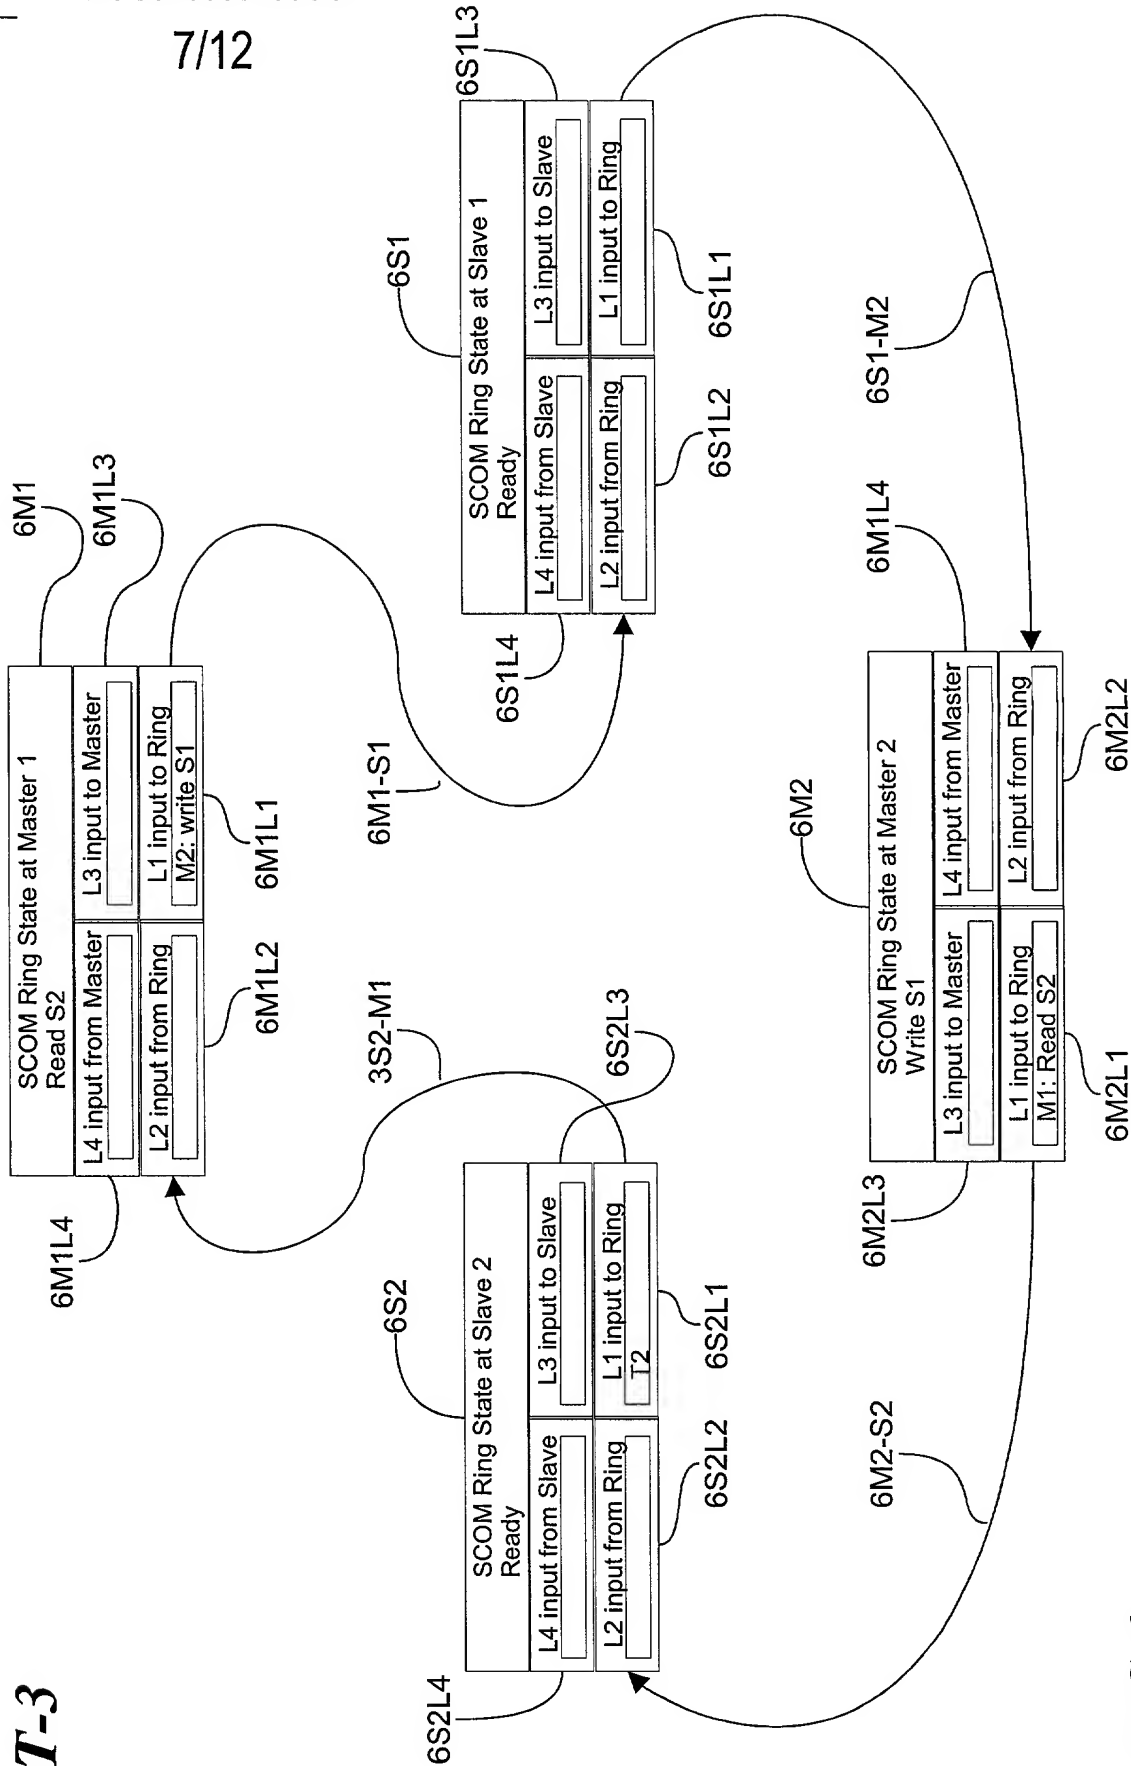 7/12
T-3
SCOM Ring State at Master 1
Read S2
L4 input from Master
L3 input to Master
L2 input from Ring
L1 input to Ring
M2: write S1
6M1
6M1L3
6M1L4
6M1L2
6M1L1
3S2-M1
6M1-S1
SCOM Ring State at Slave 2
Ready
L4 input from Slave
L3 input to Slave
L2 input from Ring
L1 input to Ring
T2
6S2
6S2L3
6S2L4
6S2L2
6S2L1
SCOM Ring State at Slave 1
Ready
L4 input from Slave
L3 input to Slave
L2 input from Ring
L1 input to Ring
6S1
6S1L3
6S1L4
6S1L2
6S1L1
6M2-S2
6S1-M2
SCOM Ring State at Master 2
Write S1
L3 input to Master
L4 input from Master
L1 input to Ring
M1: Read S2
L2 input from Ring
6M2
6M2L3
6M1L4
6M2L1
6M2L2